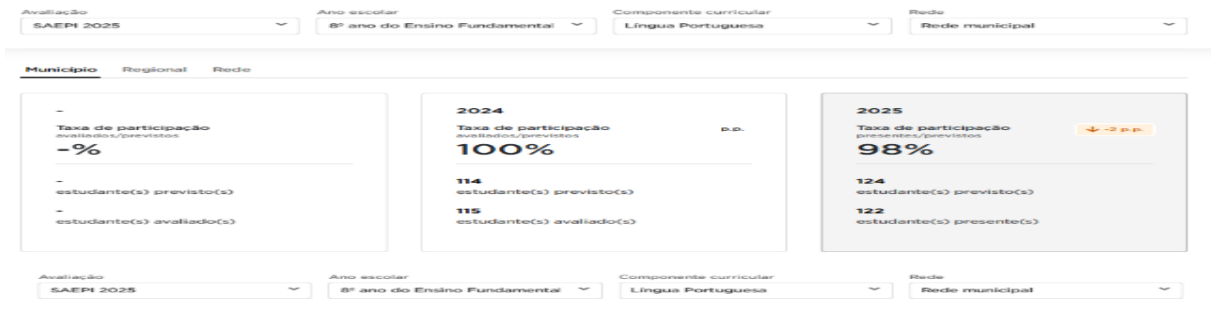 Avaliação Ano escolar Componente curricular Rede
SAEPI 2025 8º ano do Ensino Fundamental Língua Portuguesa Rede municipal
Município Regional Rede
- 2024 2025
Taxa de participação Taxa de participação p.p. Taxa de participação -2 p.p.
avaliados/previstos avaliados/previstos presentes/previstos
-% 100% 98%
- 114 124
estudante(s) previsto(s) estudante(s) previsto(s) estudante(s) previsto(s)
- 115 122
estudante(s) avaliado(s) estudante(s) avaliado(s) estudante(s) presente(s)
Avaliação Ano escolar Componente curricular Rede
SAEPI 2025 8º ano do Ensino Fundamental Língua Portuguesa Rede municipal